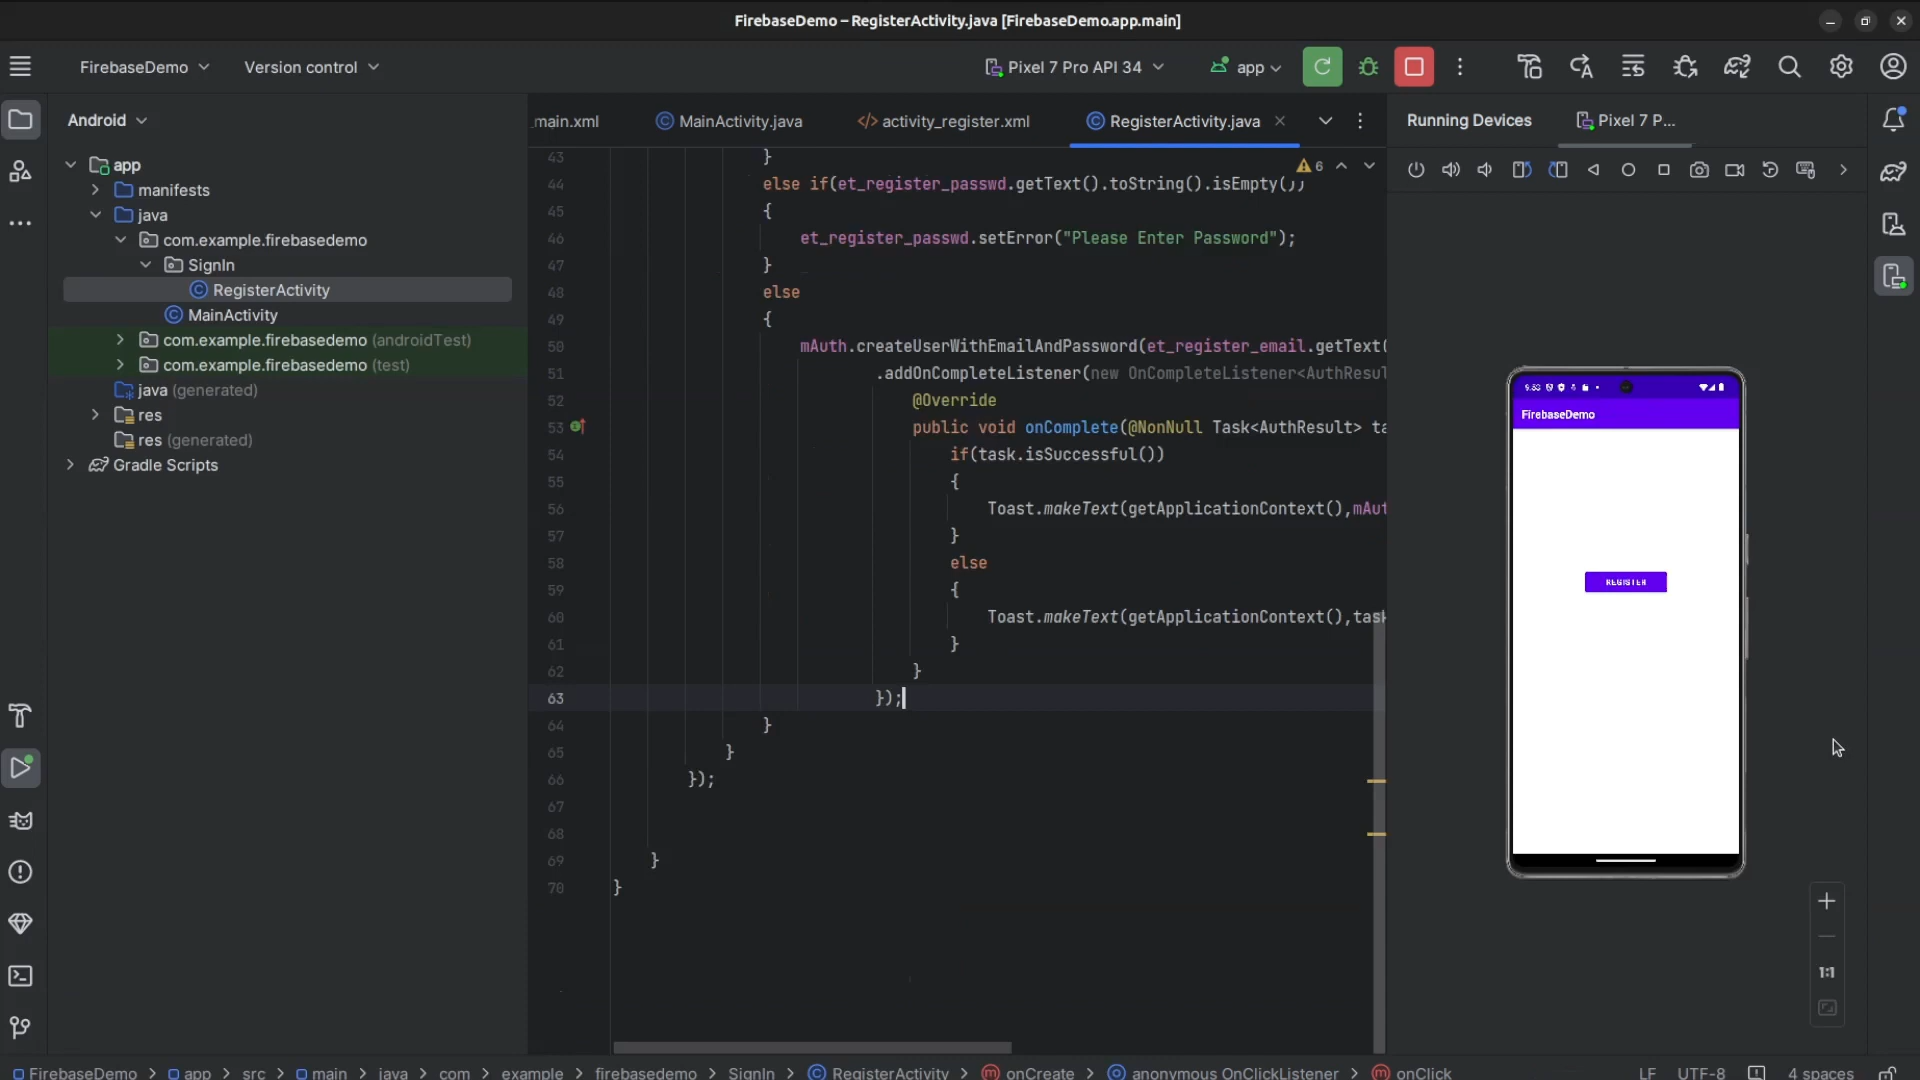 FirebaseDemo – RegisterActivity.java [FirebaseDemo.app.main]
FirebaseDemo
Version control
Pixel 7 Pro API 34
app
Android
_main.xml
MainActivity.java
activity_register.xml
RegisterActivity.java
Running Devices
Pixel 7 P...
app
manifests
java
com.example.firebasedemo
SignIn
RegisterActivity
MainActivity
com.example.firebasedemo (androidTest)
com.example.firebasedemo (test)
java (generated)
res
res (generated)
Gradle Scripts
6
43 }
44 else if(et_register_passwd.getText().toString().isEmpty())
45 {
46 et_register_passwd.setError("Please Enter Password");
47 }
48 else
49 {
50 mAuth.createUserWithEmailAndPassword(et_register_email.getText(
51 .addOnCompleteListener(new OnCompleteListener<AuthResul
52 @Override
53 public void onComplete(@NonNull Task<AuthResult> ta
54 if(task.isSuccessful())
55 {
56 Toast.makeText(getApplicationContext(),mAut
57 }
58 else
59 {
60 Toast.makeText(getApplicationContext(),task
61 }
62 }
63 });
64 }
65 }
66 });
67
68
69 }
70 }
FirebaseDemo
REGISTER
1:1
FirebaseDemo > app > src > main > java > com > example > firebasedemo > SignIn > RegisterActivity > onCreate > anonymous OnClickListener > onClick
LF UTF-8 4 spaces